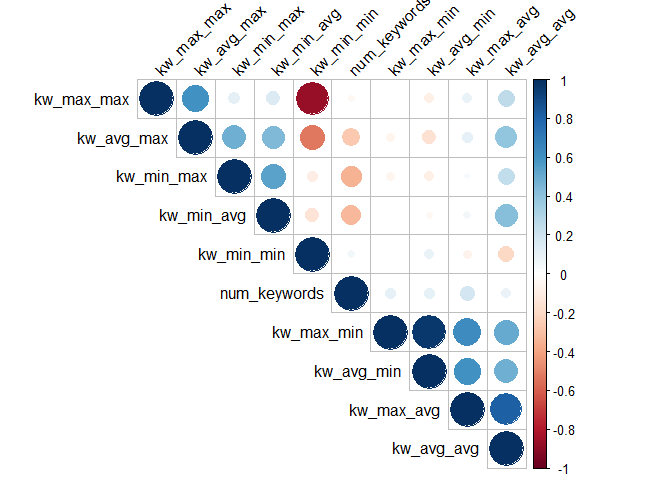 kw_max_max
kw_avg_max
kw_min_max
kw_min_avg
kw_min_min
num_keywords
kw_max_min
kw_avg_min
kw_max_avg
kw_avg_avg
kw_max_max
kw_avg_max
kw_min_max
kw_min_avg
kw_min_min
num_keywords
kw_max_min
kw_avg_min
kw_max_avg
kw_avg_avg
1
0.8
0.6
0.4
0.2
0
-0.2
-0.4
-0.6
-0.8
-1